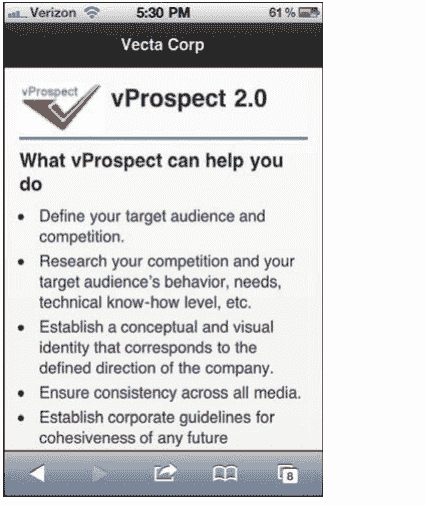 Verizon 5:30 PM 61%
Vecta Corp
vProspect vProspect 2.0
What vProspect can help you
do
• Define your target audience and
competition.
• Research your competition and your
target audience's behavior, needs,
technical know-how level, etc.
• Establish a conceptual and visual
identity that corresponds to the
defined direction of the company.
• Ensure consistency across all media.
• Establish corporate guidelines for
cohesiveness of any future
8